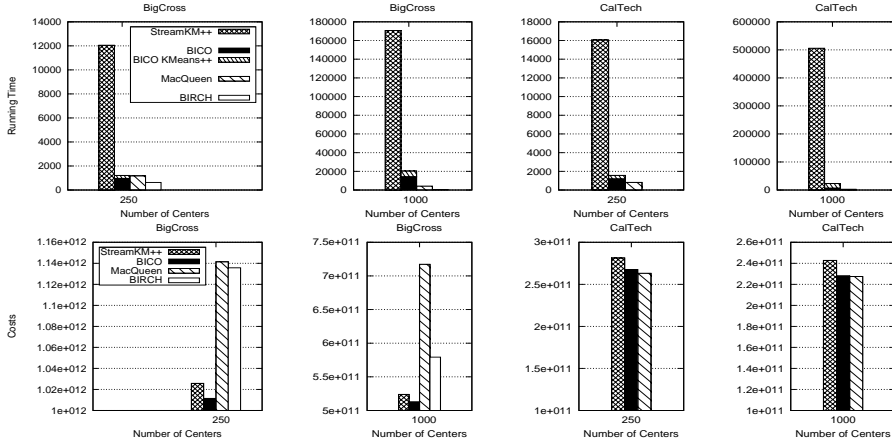 BigCross
14000
12000
10000
8000
6000
4000
2000
0
StreamKM++
BICO
BICO KMeans++
MacQueen
BIRCH
250
Number of Centers
Running Time
BigCross
180000
160000
140000
120000
100000
80000
60000
40000
20000
0
1000
Number of Centers
CalTech
18000
16000
14000
12000
10000
8000
6000
4000
2000
0
250
Number of Centers
CalTech
600000
500000
400000
300000
200000
100000
0
1000
Number of Centers
BigCross
1.16e+012
1.14e+012
1.12e+012
1.1e+012
1.08e+012
1.06e+012
1.04e+012
1.02e+012
1e+012
StreamKM++
BICO
MacQueen
BIRCH
250
Number of Centers
Costs
BigCross
7.5e+011
7e+011
6.5e+011
6e+011
5.5e+011
5e+011
1000
Number of Centers
CalTech
3e+011
2.5e+011
2e+011
1.5e+011
1e+011
250
Number of Centers
CalTech
2.6e+011
2.4e+011
2.2e+011
2e+011
1.8e+011
1.6e+011
1.4e+011
1.2e+011
1e+011
1000
Number of Centers